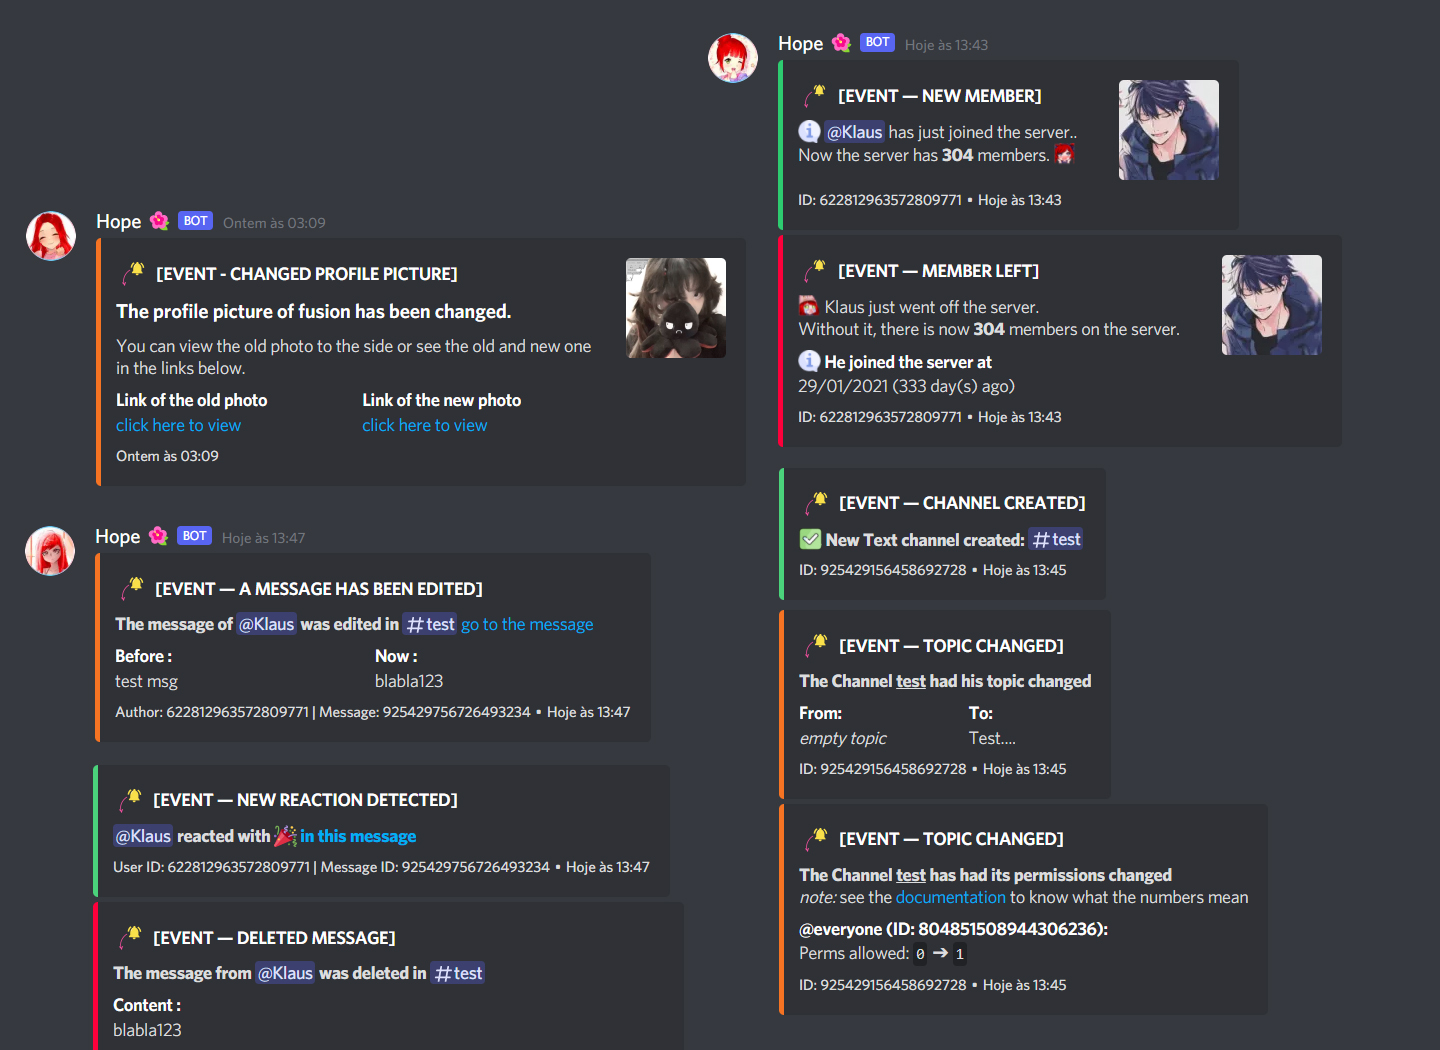 Hope BOT Ontem às 03:09
[EVENT - CHANGED PROFILE PICTURE]
The profile picture of fusion has been changed.
You can view the old photo to the side or see the old and new one
in the links below.
Link of the old photo Link of the new photo
click here to view click here to view
Ontem às 03:09
Hope BOT Hoje às 13:47
[EVENT — A MESSAGE HAS BEEN EDITED]
The message of @Klaus was edited in #test go to the message
Before : Now :
test msg blabla123
Author: 622812963572809771 | Message: 925429756726493234 • Hoje às 13:47
[EVENT — NEW REACTION DETECTED]
@Klaus reacted with 🎉 in this message
User ID: 622812963572809771 | Message ID: 925429756726493234 • Hoje às 13:47
[EVENT — DELETED MESSAGE]
The message from @Klaus was deleted in #test
Content :
blabla123
Hope BOT Hoje às 13:43
[EVENT — NEW MEMBER]
@Klaus has just joined the server..
Now the server has 304 members.
ID: 622812963572809771 • Hoje às 13:43
[EVENT — MEMBER LEFT]
Klaus just went off the server.
Without it, there is now 304 members on the server.
He joined the server at
29/01/2021 (333 day(s) ago)
ID: 622812963572809771 • Hoje às 13:43
[EVENT — CHANNEL CREATED]
New Text channel created: #test
ID: 925429156458692728 • Hoje às 13:45
[EVENT — TOPIC CHANGED]
The Channel test had his topic changed
From: To:
empty topic Test....
ID: 925429156458692728 • Hoje às 13:45
[EVENT — TOPIC CHANGED]
The Channel test has had its permissions changed
note: see the documentation to know what the numbers mean
@everyone (ID: 804851508944306236):
Perms allowed: 0 ➔ 1
ID: 925429156458692728 • Hoje às 13:45